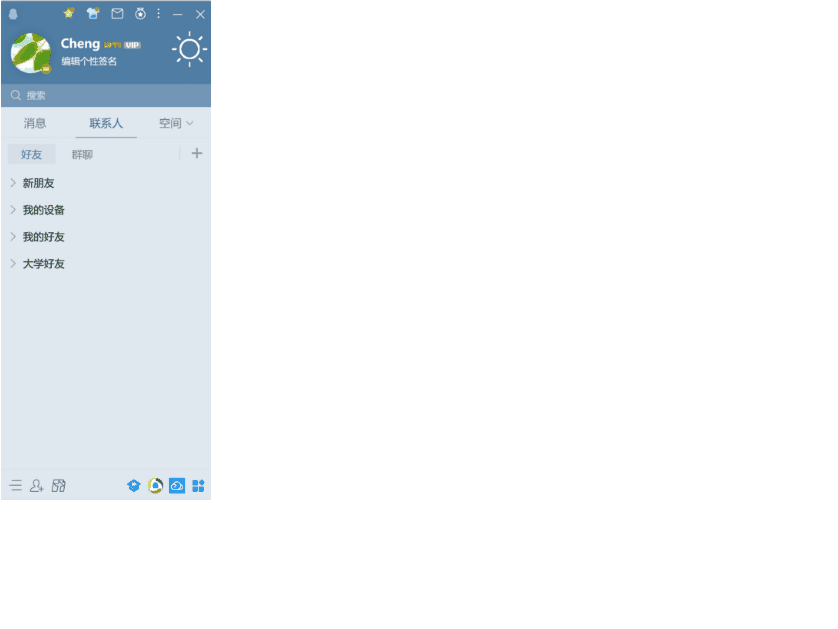 Cheng VIP
编辑个性签名
搜索
消息 联系人 空间
好友 群聊
新朋友
我的设备
我的好友
大学好友